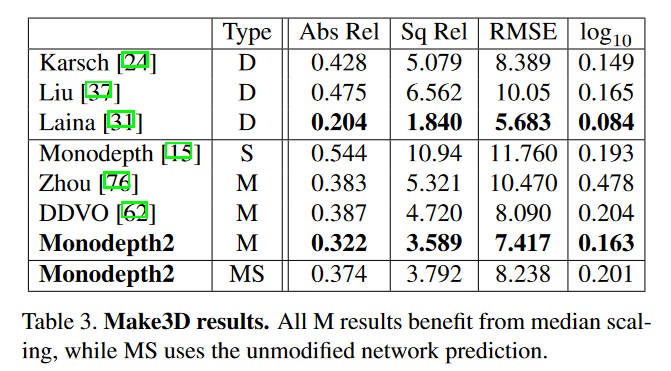 Type Abs Rel Sq Rel RMSE log10
Karsch [24] D 0.428 5.079 8.389 0.149
Liu [37] D 0.475 6.562 10.05 0.165
Laina [31] D 0.204 1.840 5.683 0.084
Monodepth [15] S 0.544 10.94 11.760 0.193
Zhou [76] M 0.383 5.321 10.470 0.478
DDVO [62] M 0.387 4.720 8.090 0.204
Monodepth2 M 0.322 3.589 7.417 0.163
Monodepth2 MS 0.374 3.792 8.238 0.201
Table 3. Make3D results. All M results benefit from median scal-
ing, while MS uses the unmodified network prediction.